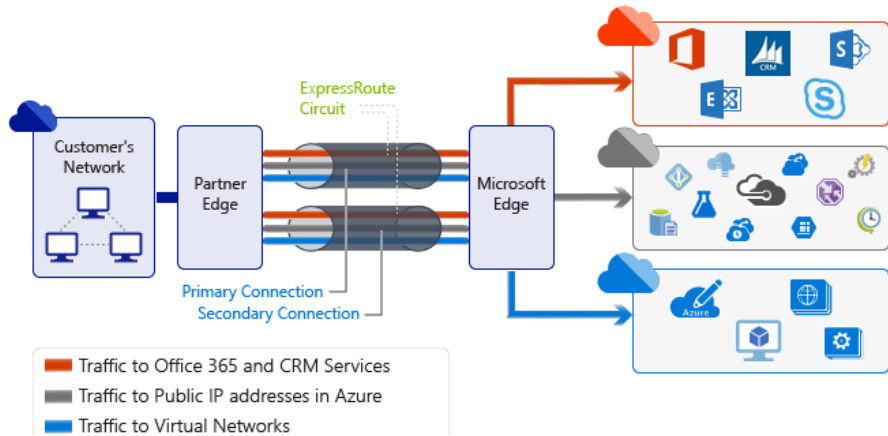 ExpressRoute
Circuit
Customer's
Network
Partner
Edge
Microsoft
Edge
Primary Connection
Secondary Connection
CRM
S
E
S
Azure
Traffic to Office 365 and CRM Services
Traffic to Public IP addresses in Azure
Traffic to Virtual Networks